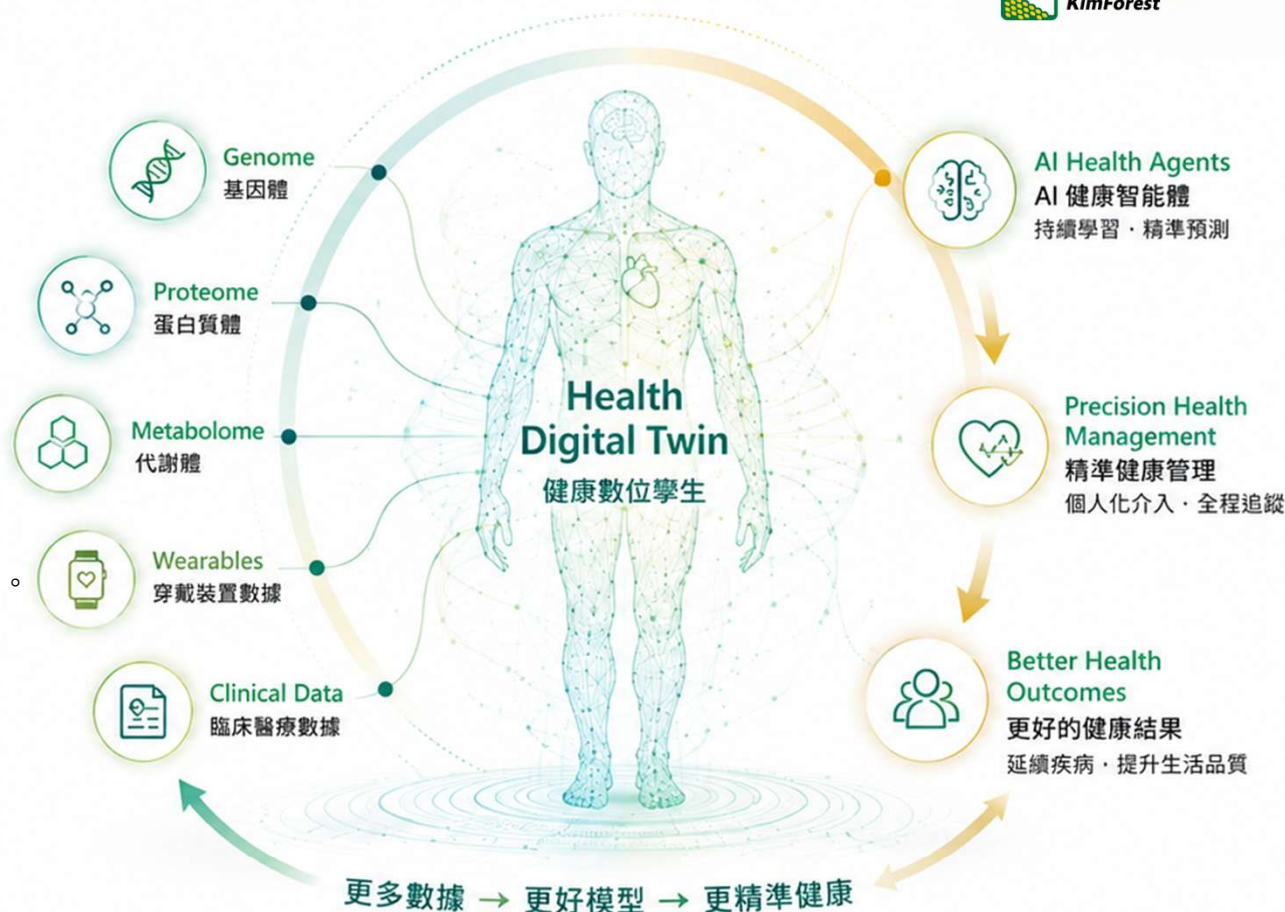 KimForest
Genome
基因體
Proteome
蛋白質體
Metabolome
代謝體
Wearables
穿戴裝置數據
。
Clinical Data
臨床醫療數據
Health
Digital Twin
健康數位孿生
AI Health Agents
AI 健康智能體
持續學習・精準預測
Precision Health
Management
精準健康管理
個人化介入・全程追蹤
Better Health
Outcomes
更好的健康結果
延續疾病・提升生活品質
更多數據 → 更好模型 → 更精準健康